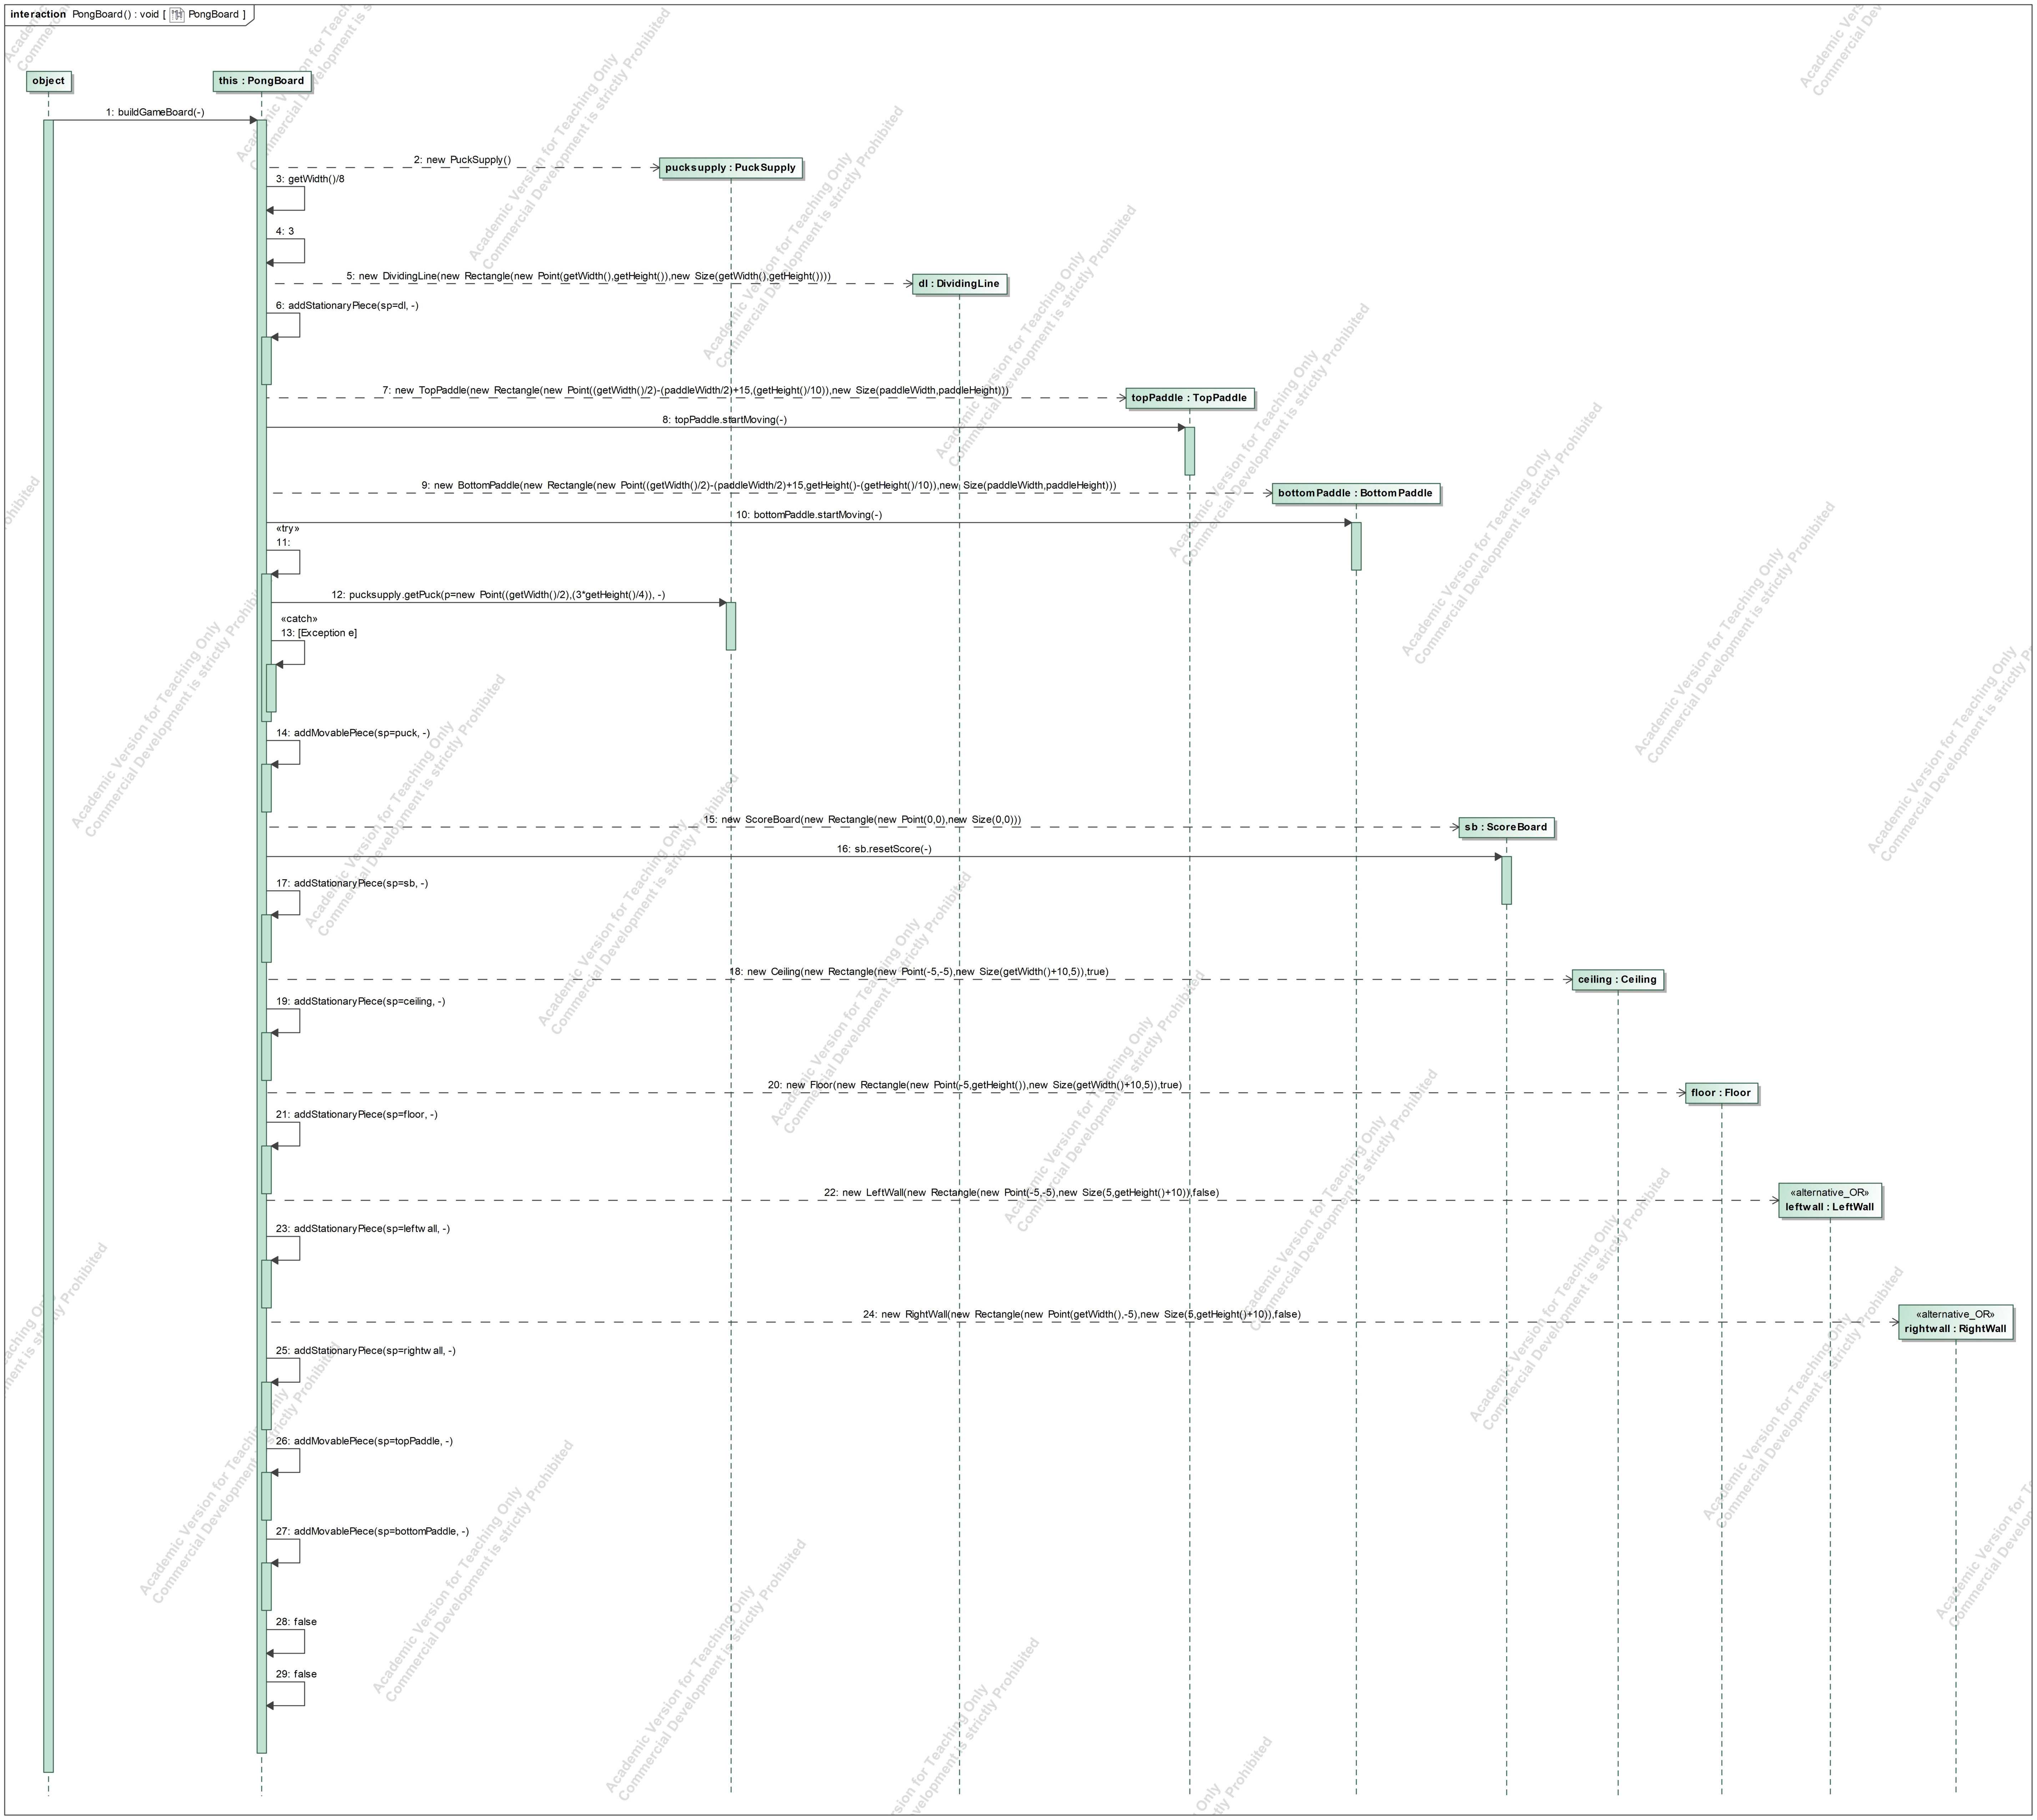 interaction PongBoard() : void [ PongBoard ]
object
this : PongBoard
1: buildGameBoard(-)
2: new PuckSupply()
pucksupply : PuckSupply
3: getWidth()/8
4: 3
5: new DividingLine(new Rectangle(new Point(getWidth(),getHeight()),new Size(getWidth(),getHeight())))
dl : DividingLine
6: addStationaryPiece(sp=dl, -)
7: new TopPaddle(new Rectangle(new Point((getWidth()/2)-(paddleWidth/2)+15,(getHeight()/10)),new Size(paddleWidth,paddleHeight)))
topPaddle : TopPaddle
8: topPaddle.startMoving(-)
9: new BottomPaddle(new Rectangle(new Point((getWidth()/2)-(paddleWidth/2)+15,getHeight()-(getHeight()/10)),new Size(paddleWidth,paddleHeight)))
bottomPaddle : BottomPaddle
10: bottomPaddle.startMoving(-)
«try»
11:
12: pucksupply.getPuck(p=new Point((getWidth()/2),(3*getHeight()/4)), -)
«catch»
13: [Exception e]
14: addMovablePiece(sp=puck, -)
15: new ScoreBoard(new Rectangle(new Point(0,0),new Size(0,0)))
sb : ScoreBoard
16: sb.resetScore(-)
17: addStationaryPiece(sp=sb, -)
18: new Ceiling(new Rectangle(new Point(-5,-5),new Size(getWidth()+10,5)),true)
ceiling : Ceiling
19: addStationaryPiece(sp=ceiling, -)
20: new Floor(new Rectangle(new Point(-5,getHeight()),new Size(getWidth()+10,5)),true)
floor : Floor
21: addStationaryPiece(sp=floor, -)
22: new LeftWall(new Rectangle(new Point(-5,-5),new Size(5,getHeight()+10)),false)
«alternative_OR»
leftwall : LeftWall
23: addStationaryPiece(sp=leftwall, -)
24: new RightWall(new Rectangle(new Point(getWidth(),-5),new Size(5,getHeight()+10)),false)
«alternative_OR»
rightwall : RightWall
25: addStationaryPiece(sp=rightwall, -)
26: addMovablePiece(sp=topPaddle, -)
27: addMovablePiece(sp=bottomPaddle, -)
28: false
29: false
Academic Version for Teaching Only
Commercial Development is strictly Prohibited